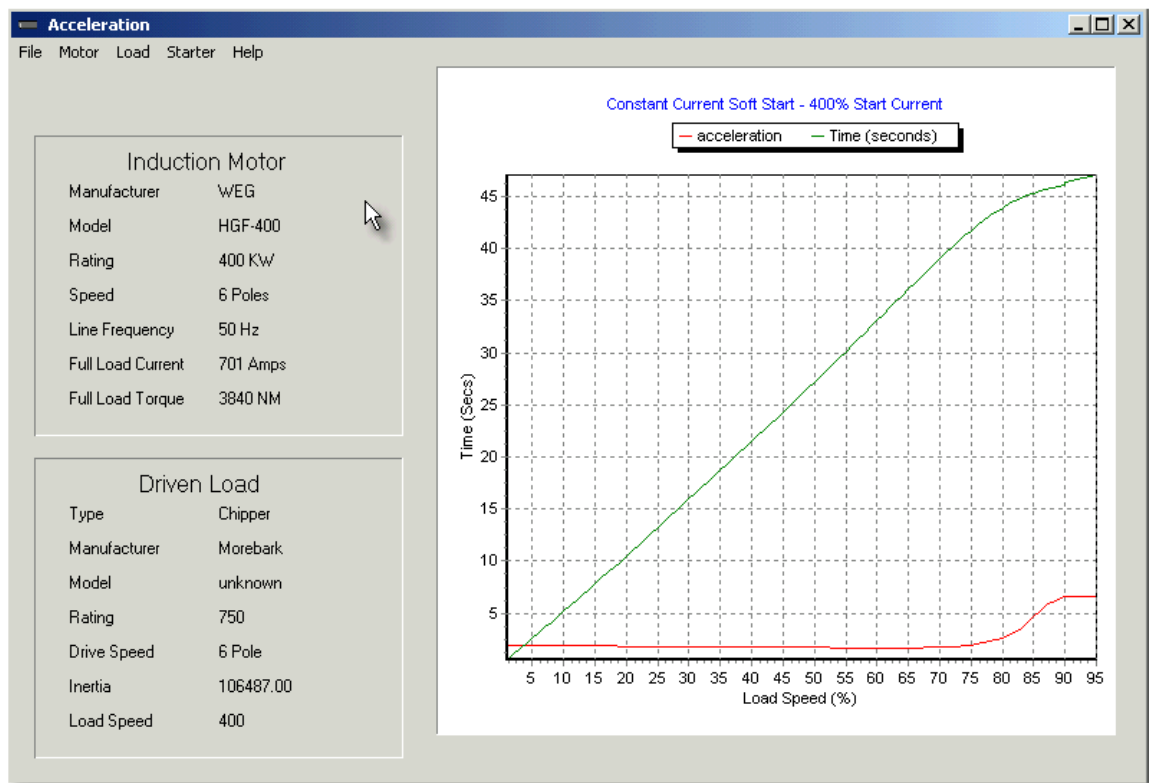 Acceleration
File Motor Load Starter Help
Induction Motor
Manufacturer WEG
Model HGF-400
Rating 400 KW
Speed 6 Poles
Line Frequency 50 Hz
Full Load Current 701 Amps
Full Load Torque 3840 NM
Driven Load
Type Chipper
Manufacturer Morebark
Model unknown
Rating 750
Drive Speed 6 Pole
Inertia 106487.00
Load Speed 400
Constant Current Soft Start - 400% Start Current
acceleration Time (seconds)
Time (Secs)
45
40
35
30
25
20
15
10
5
5 10 15 20 25 30 35 40 45 50 55 60 65 70 75 80 85 90 95
Load Speed (%)